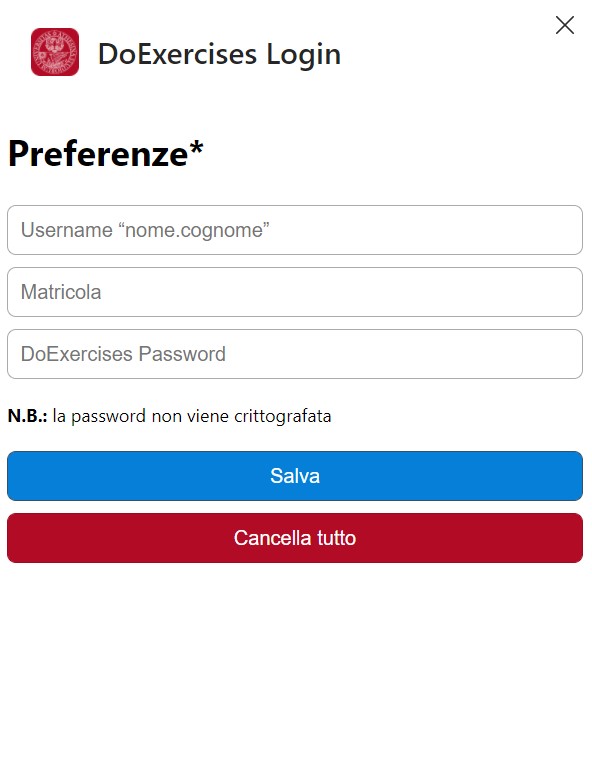 DoExercises Login
Preferenze*
Username “nome.cognome”
Matricola
DoExercises Password
N.B.: la password non viene crittografata
Salva
Cancella tutto